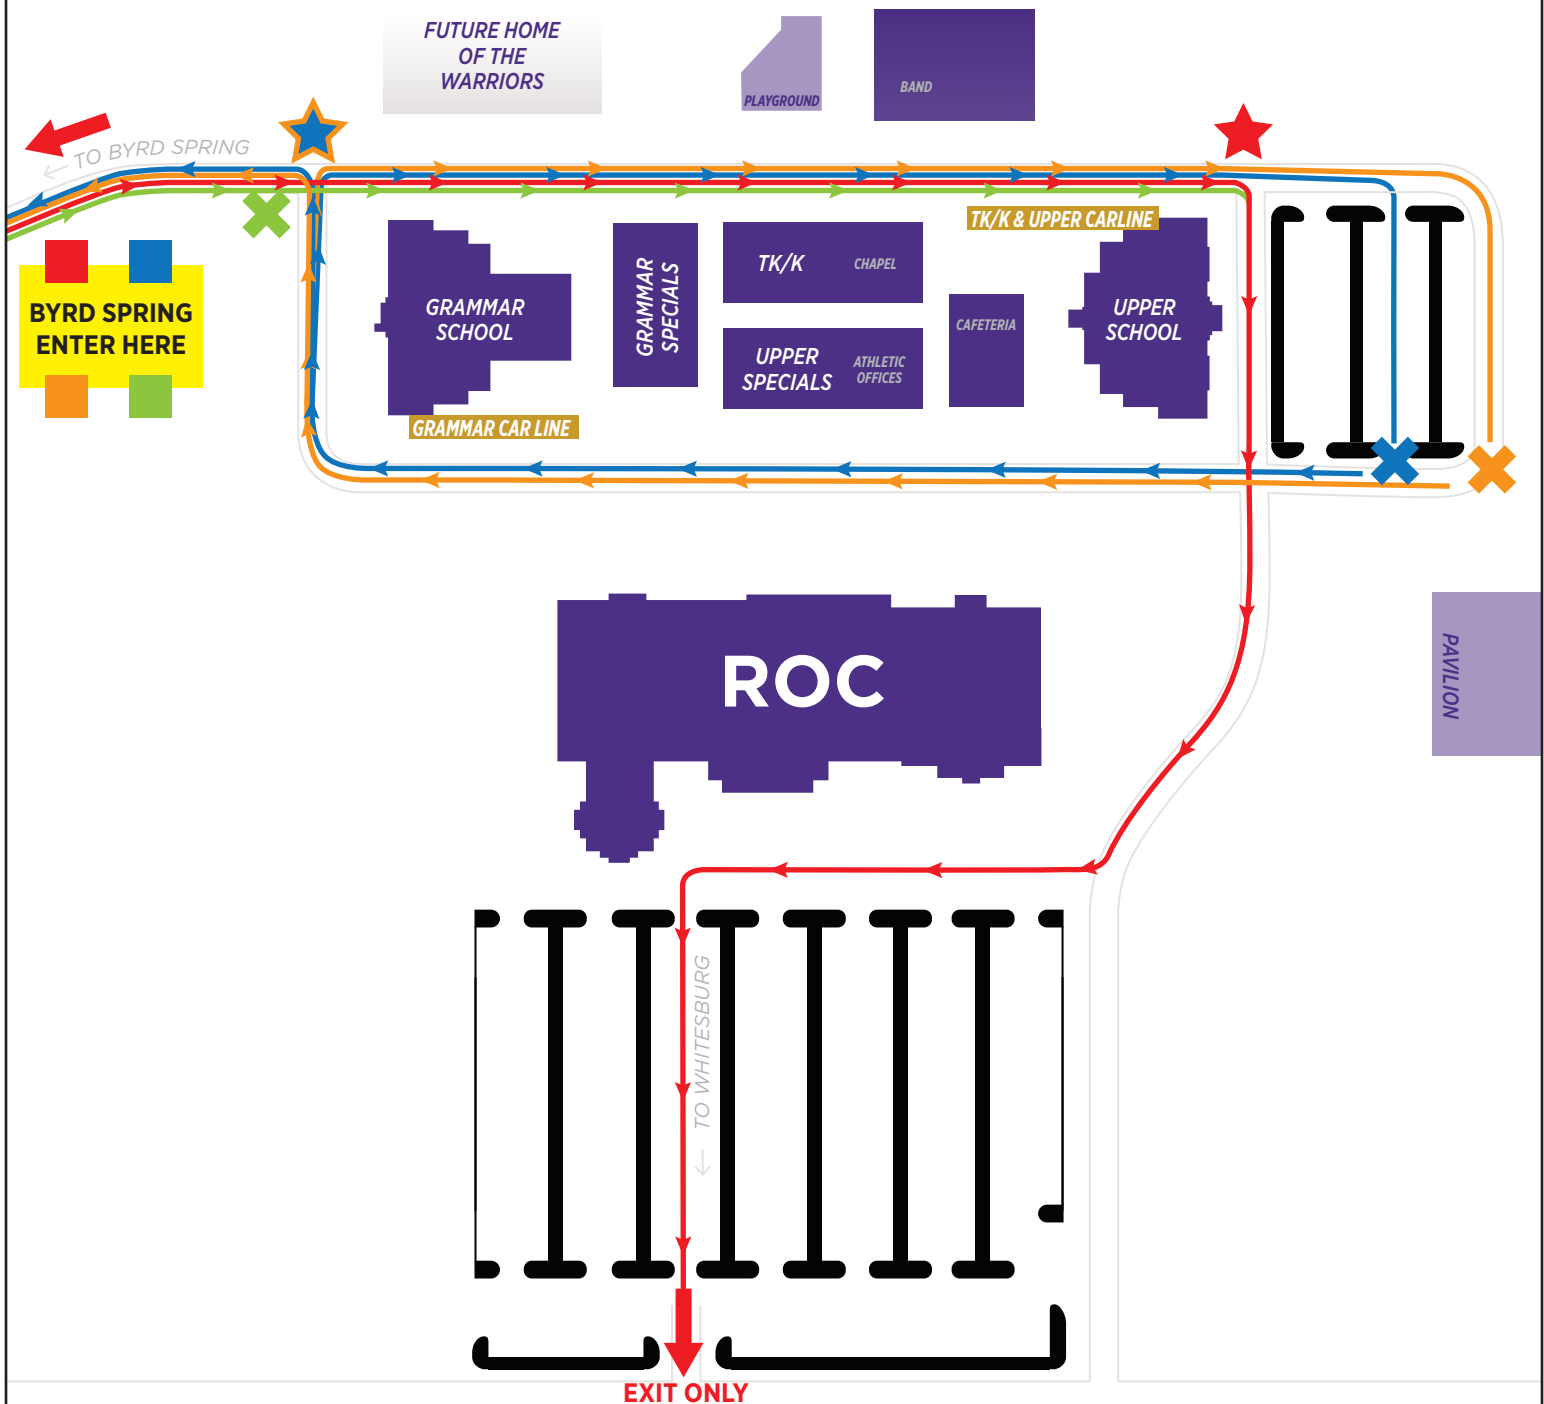 FUTURE HOME
OF THE
WARRIORS
PLAYGROUND
BAND
TO BYRD SPRING
BYRD SPRING
ENTER HERE
TK/K & UPPER CARLINE
GRAMMAR
SCHOOL
GRAMMAR
SPECIALS
TK/K
CHAPEL
UPPER
SPECIALS
ATHLETIC
OFFICES
CAFETERIA
UPPER
SCHOOL
GRAMMAR CAR LINE
ROC
PAVILION
TO WHITESBURG
EXIT ONLY